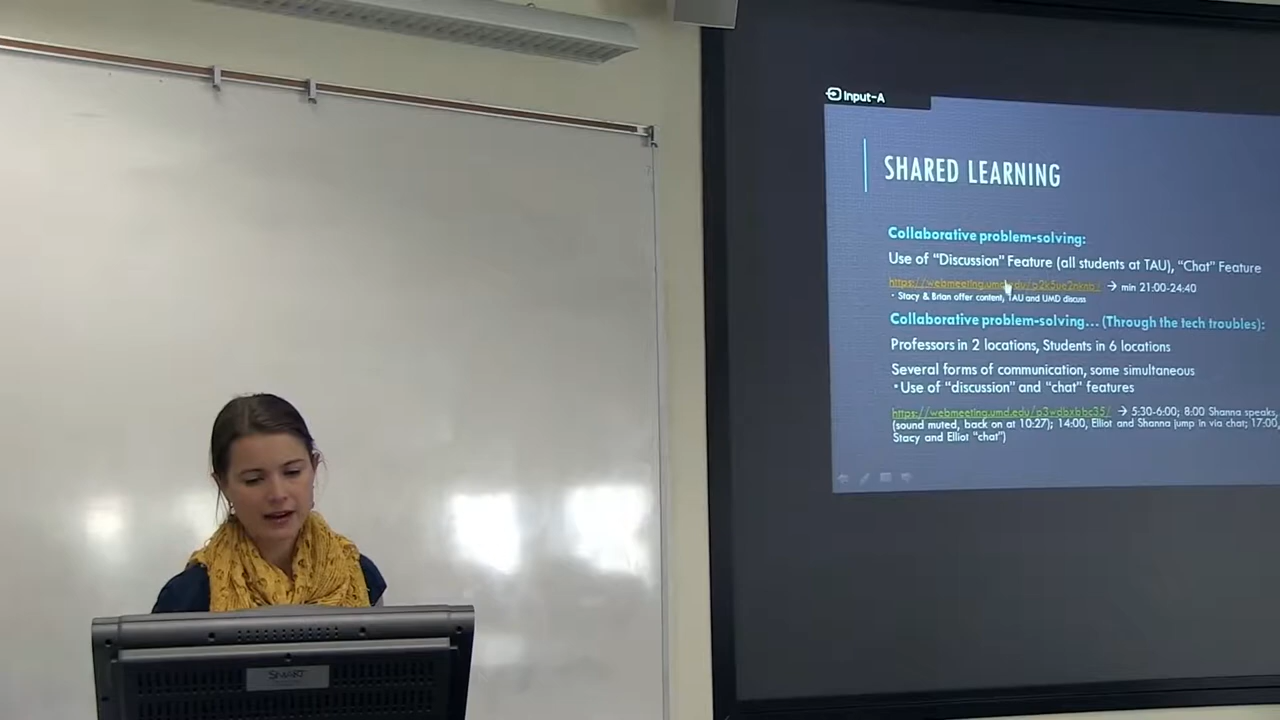 Input-A
SHARED LEARNING
Collaborative problem-solving:
Use of "Discussion" Feature (all students at TAU), "Chat" Feature
→ min 21:00-24:40
• Stacy & Brian offer content, TAU and UMD discuss
Collaborative problem-solving... (Through the tech troubles):
Professors in 2 locations, Students in 6 locations
Several forms of communication, some simultaneous
• Use of "discussion" and "chat" features
https://webmeeting.umd.edu/p3wdbxbbc35/ → 5:30-6:00; 8:00 Shanna speaks,
(sound muted, back on at 10:27); 14:00, Elliot and Shanna jump in via chat; 17:00,
Stacy and Elliot "chat")
SMART